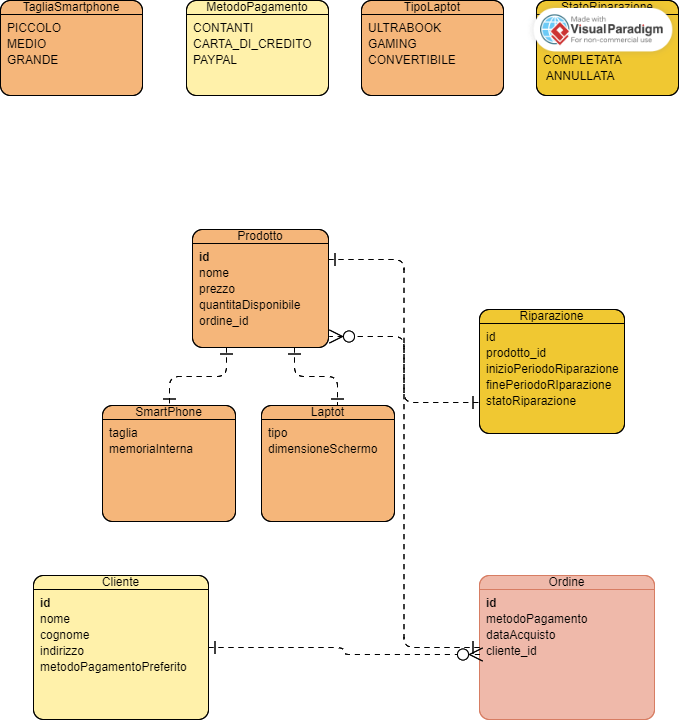 TagliaSmartphone
PICCOLO
MEDIO
GRANDE
MetodoPagamento
CONTANTI
CARTA_DI_CREDITO
PAYPAL
TipoLaptot
ULTRABOOK
GAMING
CONVERTIBILE
StatoRiparazione
COMPLETATA
ANNULLATA
Made with
VisualParadigm
For non-commercial use
Prodotto
id
nome
prezzo
quantitaDisponibile
ordine_id
Riparazione
id
prodotto_id
inizioPeriodoRiparazione
finePeriodoRIparazione
statoRiparazione
SmartPhone
taglia
memoriaInterna
Laptot
tipo
dimensioneSchermo
Cliente
id
nome
cognome
indirizzo
metodoPagamentoPreferito
Ordine
id
metodoPagamento
dataAcquisto
cliente_id